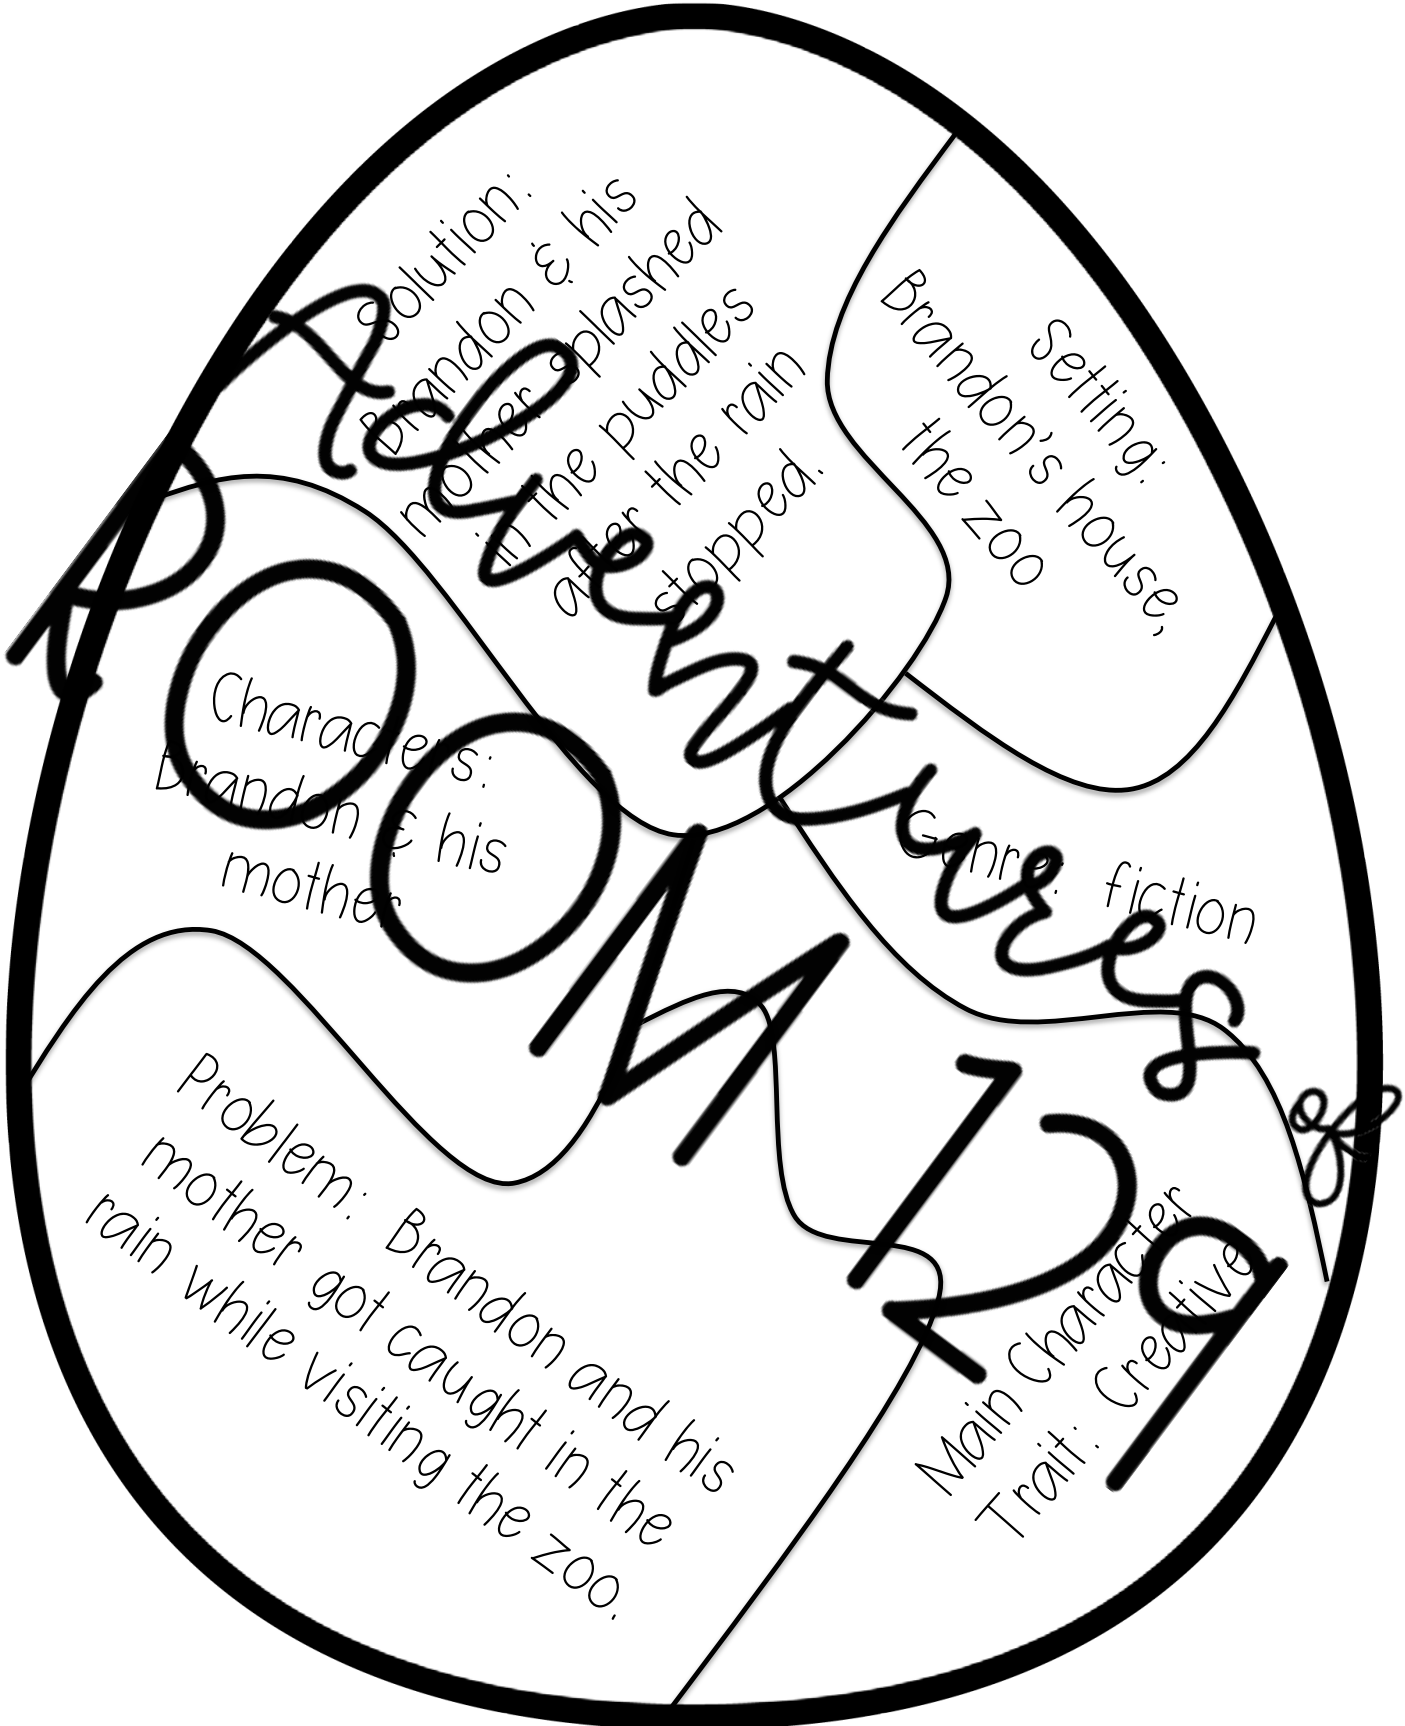 Solution:
Brandon & his
mother splashed
in the puddles
after the rain
stopped.
Setting:
Brandon's house,
the zoo
Adventures of
ROOM 129
Characters:
Brandon & his
mother
Genre: fiction
Problem: Brandon and his
mother got caught in the
rain while visiting the zoo.
Main Character
Trait: Creative